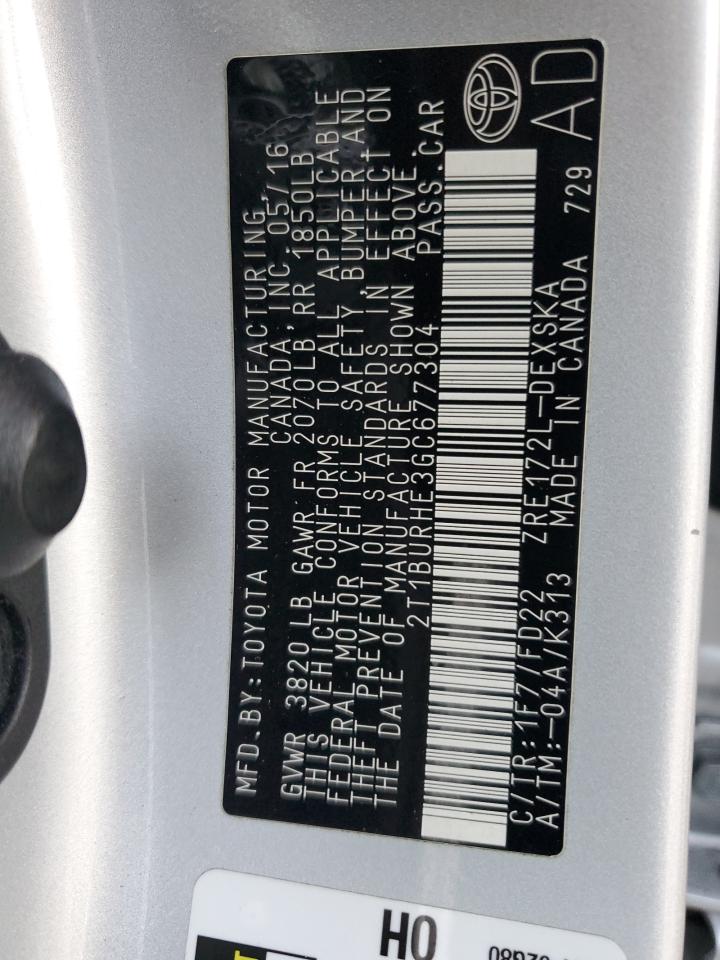 MFD.BY:TOYOTA MOTOR MANUFACTURING
CANADA, INC. 05/16
GVWR 3820 LB GAWR FR 2070LB, RR 1850LB
THIS VEHICLE CONFORMS TO ALL APPLICABLE
FEDERAL MOTOR VEHICLE SAFETY, BUMPER, AND
THEFT PREVENTION STANDARDS IN EFFECT ON
THE DATE OF MANUFACTURE SHOWN ABOVE.
2T1BURHE3GC677304 PASS.CAR
C/TR:1F7/FD22 ZRE172L-DEXSKA
A/TM:-04A/K313 MADE IN CANADA 729
AD
H0